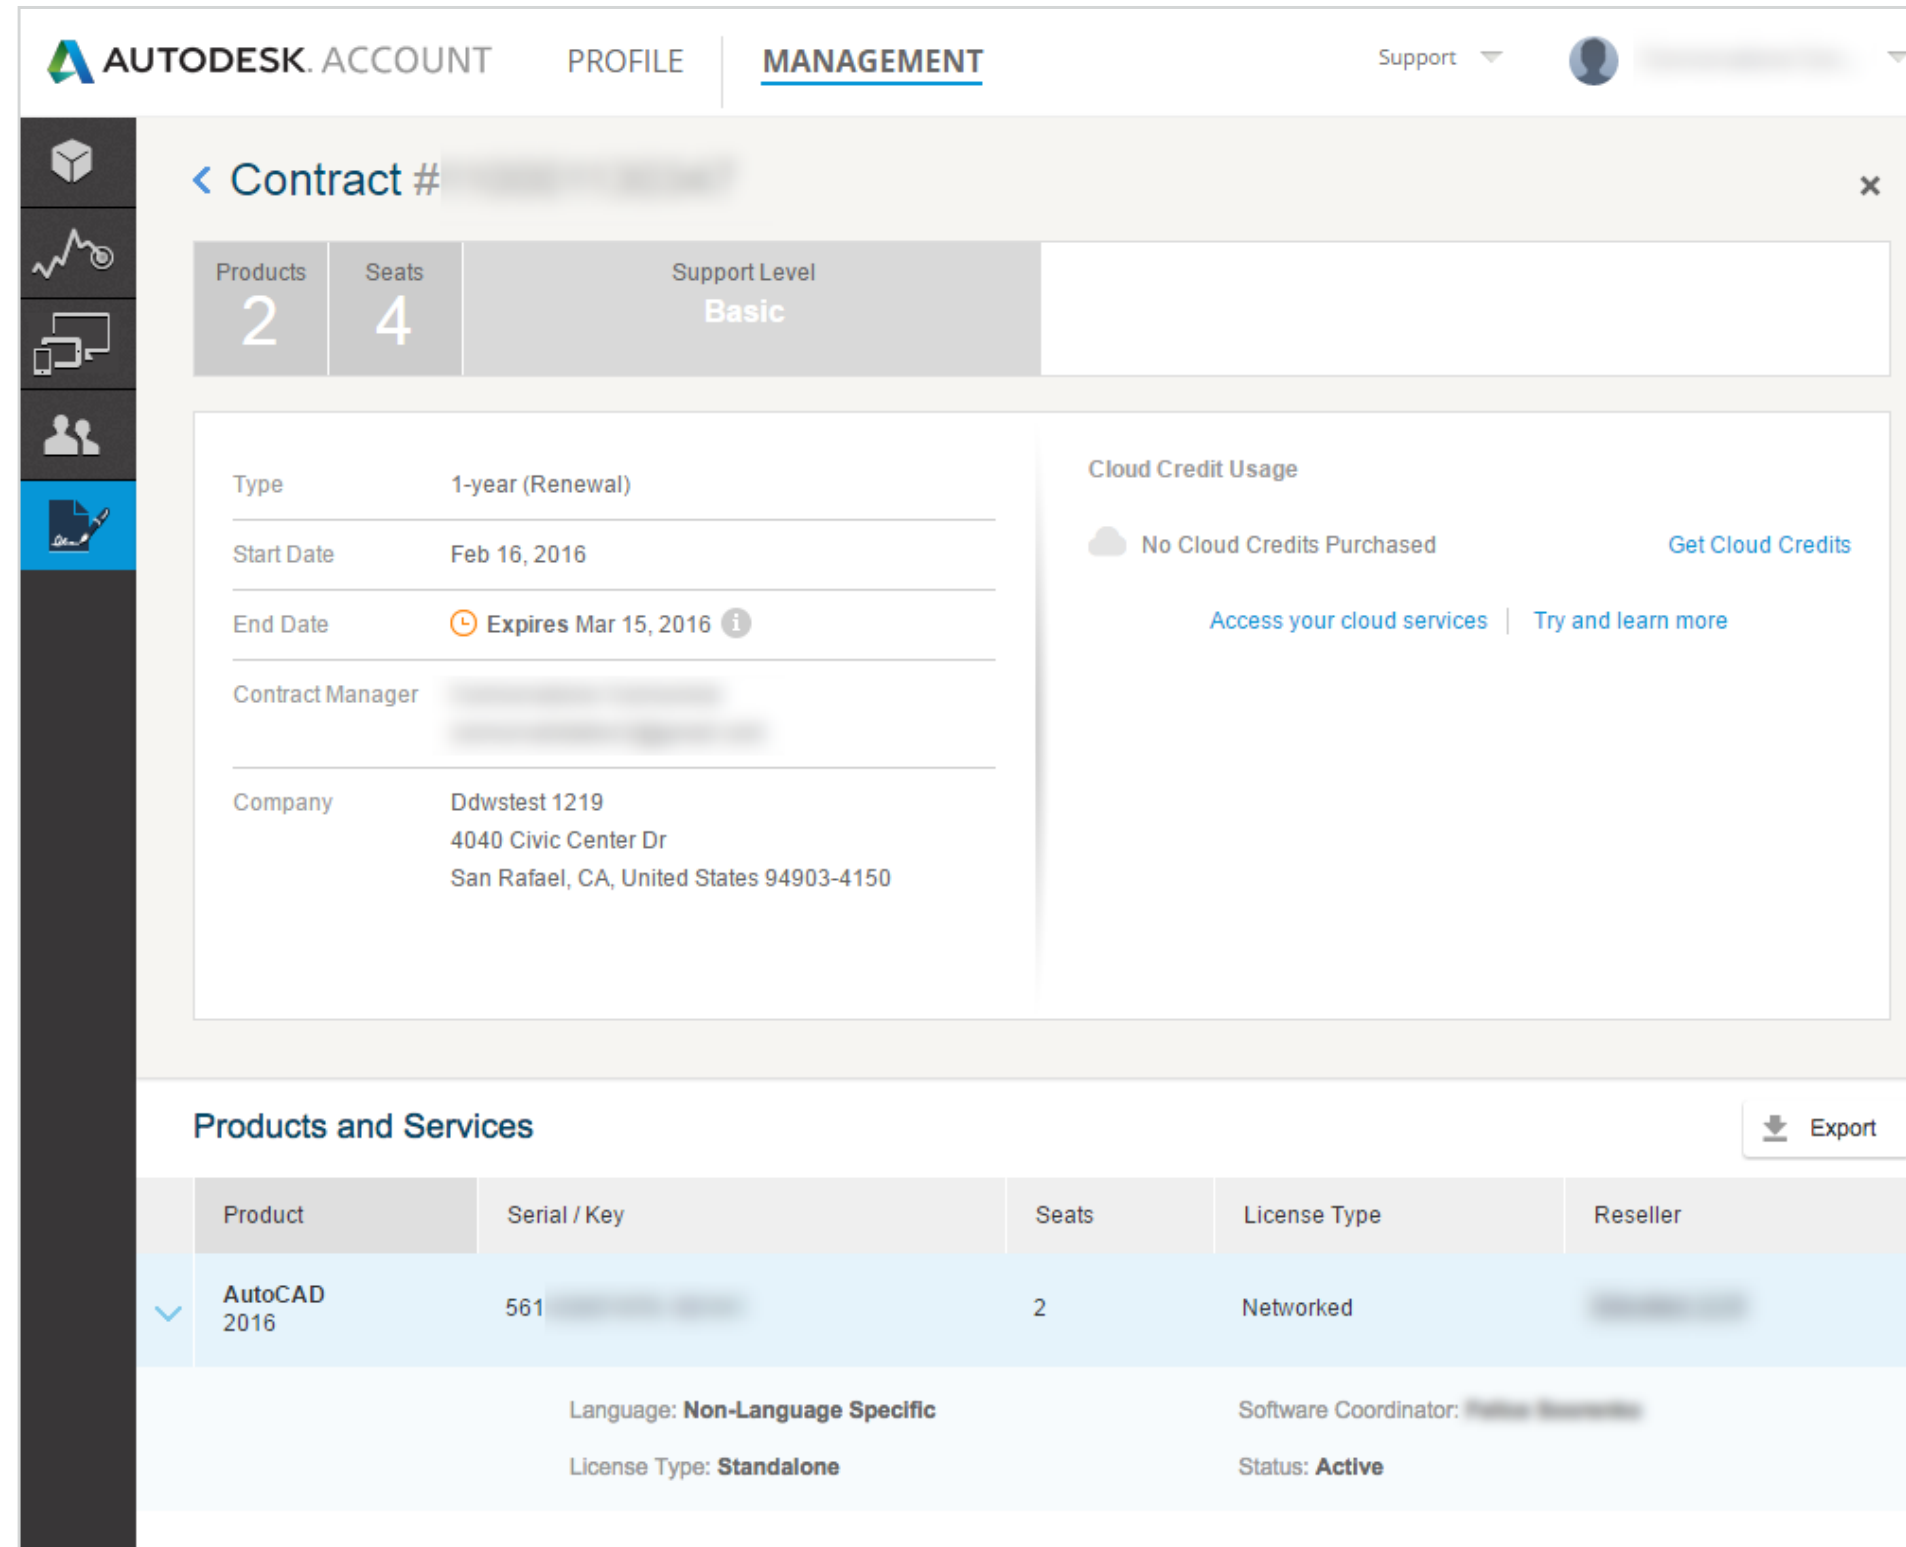 AUTODESK. ACCOUNT PROFILE MANAGEMENT Support
Contract #
Products Seats Support Level
2 4 Basic
Type 1-year (Renewal)
Start Date Feb 16, 2016
End Date Expires Mar 15, 2016
Contract Manager
Company Ddwstest 1219
4040 Civic Center Dr
San Rafael, CA, United States 94903-4150
Cloud Credit Usage
No Cloud Credits Purchased Get Cloud Credits
Access your cloud services Try and learn more
Products and Services Export
Product Serial / Key Seats License Type Reseller
AutoCAD
2016 561 2 Networked
Language: Non-Language Specific Software Coordinator:
License Type: Standalone Status: Active